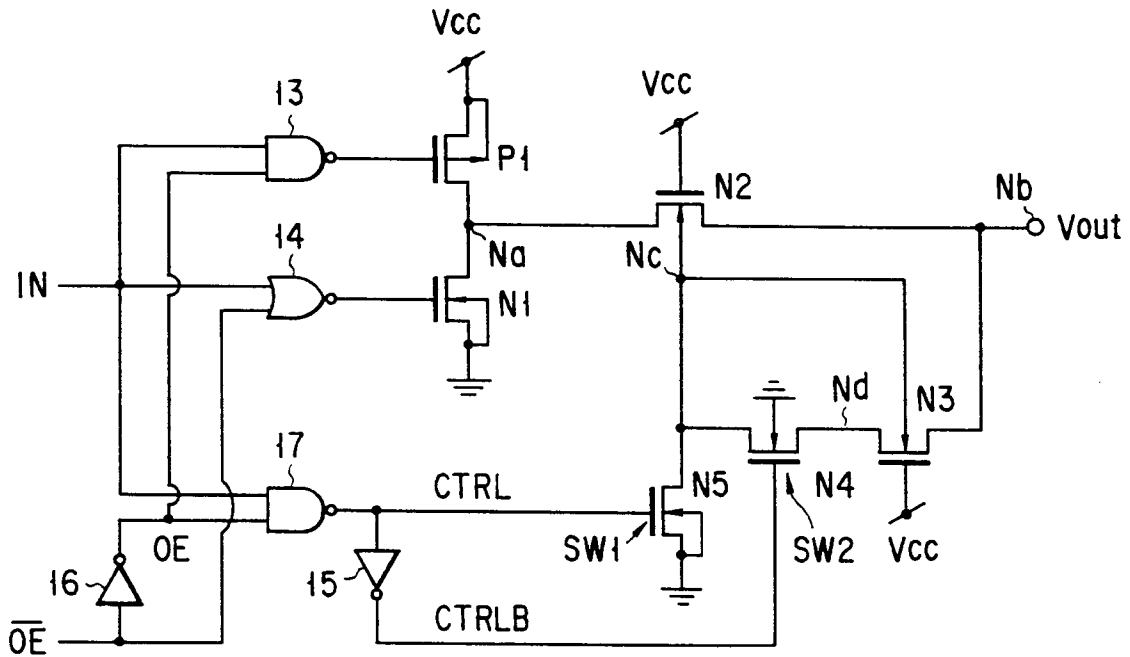 Vcc
Vcc
13
P1
N2
Nb
Vout
14
Na
Nc
IN
N1
Nd
N3
17
CTRL
N5
N4
OE
SW1
SW2
Vcc
16
15
CTRLB
O̅E̅